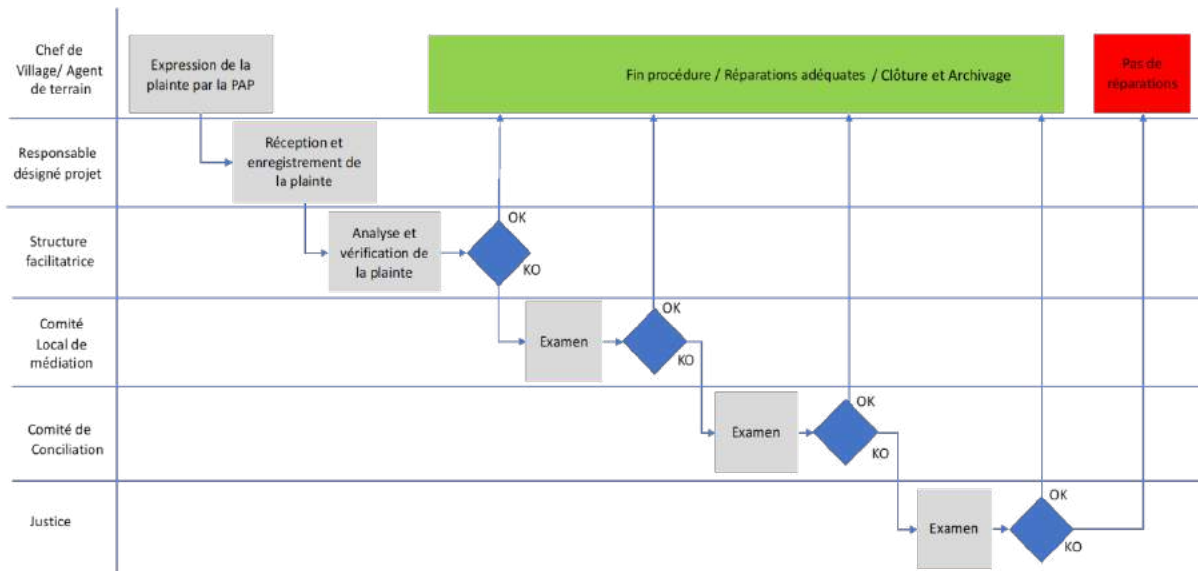 Chef de
Village/ Agent
de terrain
Expression de la
plainte par la PAP
Fin procédure / Réparations adéquates / Clôture et Archivage
Pas de
réparations
Responsable
désigné projet
Réception et
enregistrement de
la plainte
Structure
facilitatrice
Analyse et
vérification de
la plainte
OK
KO
Comité
Local de
médiation
Examen
OK
KO
Comité de
Conciliation
Examen
OK
KO
Justice
Examen
OK
KO